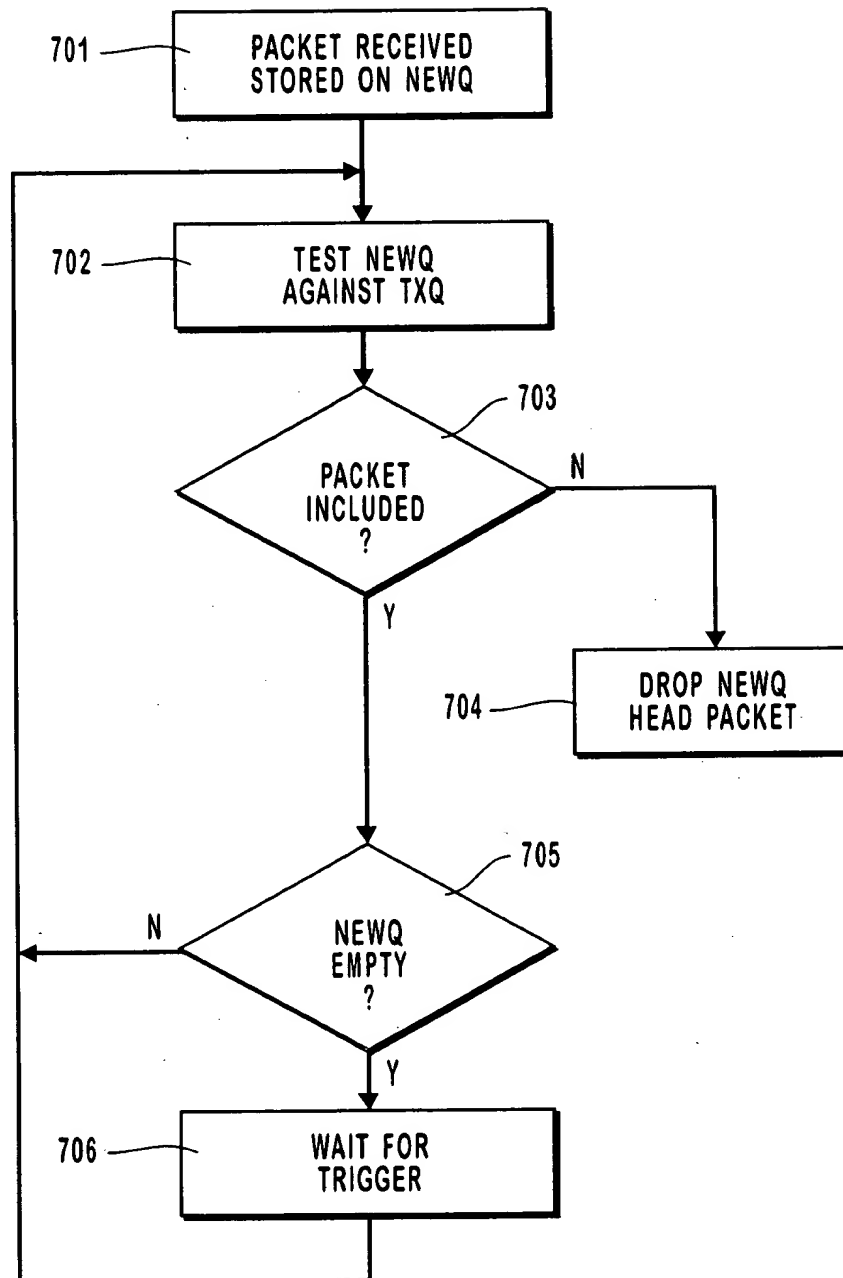 701
PACKET RECEIVED
STORED ON NEWQ
702
TEST NEWQ
AGAINST TXQ
703
PACKET
INCLUDED
?
N
Y
704
DROP NEWQ
HEAD PACKET
705
N
NEWQ
EMPTY
?
Y
706
WAIT FOR
TRIGGER